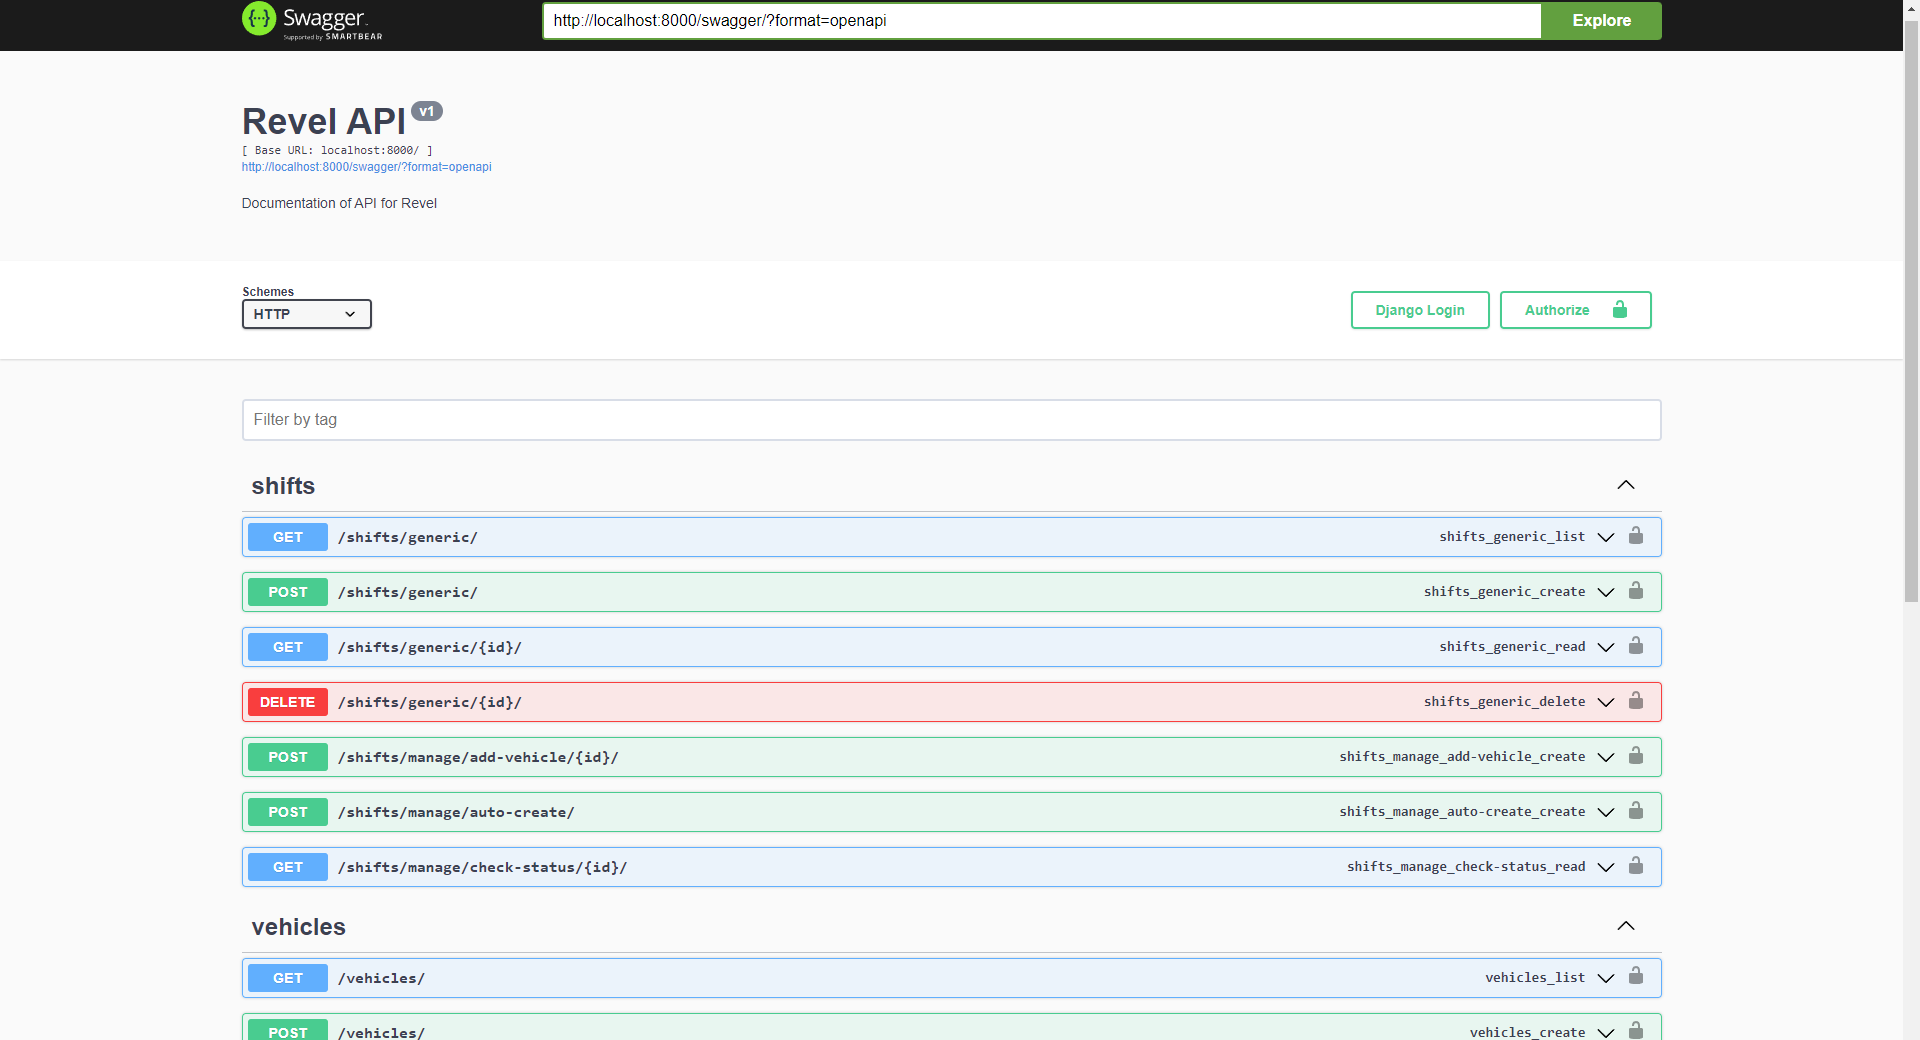 Swagger
Supported by SMARTBEAR
http://localhost:8000/swagger/?format=openapi
Explore
Revel API v1
[ Base URL: localhost:8000/ ]
http://localhost:8000/swagger/?format=openapi
Documentation of API for Revel
Schemes
HTTP
Django Login
Authorize
Filter by tag
shifts
GET /shifts/generic/ shifts_generic_list
POST /shifts/generic/ shifts_generic_create
GET /shifts/generic/{id}/ shifts_generic_read
DELETE /shifts/generic/{id}/ shifts_generic_delete
POST /shifts/manage/add-vehicle/{id}/ shifts_manage_add-vehicle_create
POST /shifts/manage/auto-create/ shifts_manage_auto-create_create
GET /shifts/manage/check-status/{id}/ shifts_manage_check-status_read
vehicles
GET /vehicles/ vehicles_list
POST /vehicles/ vehicles_create